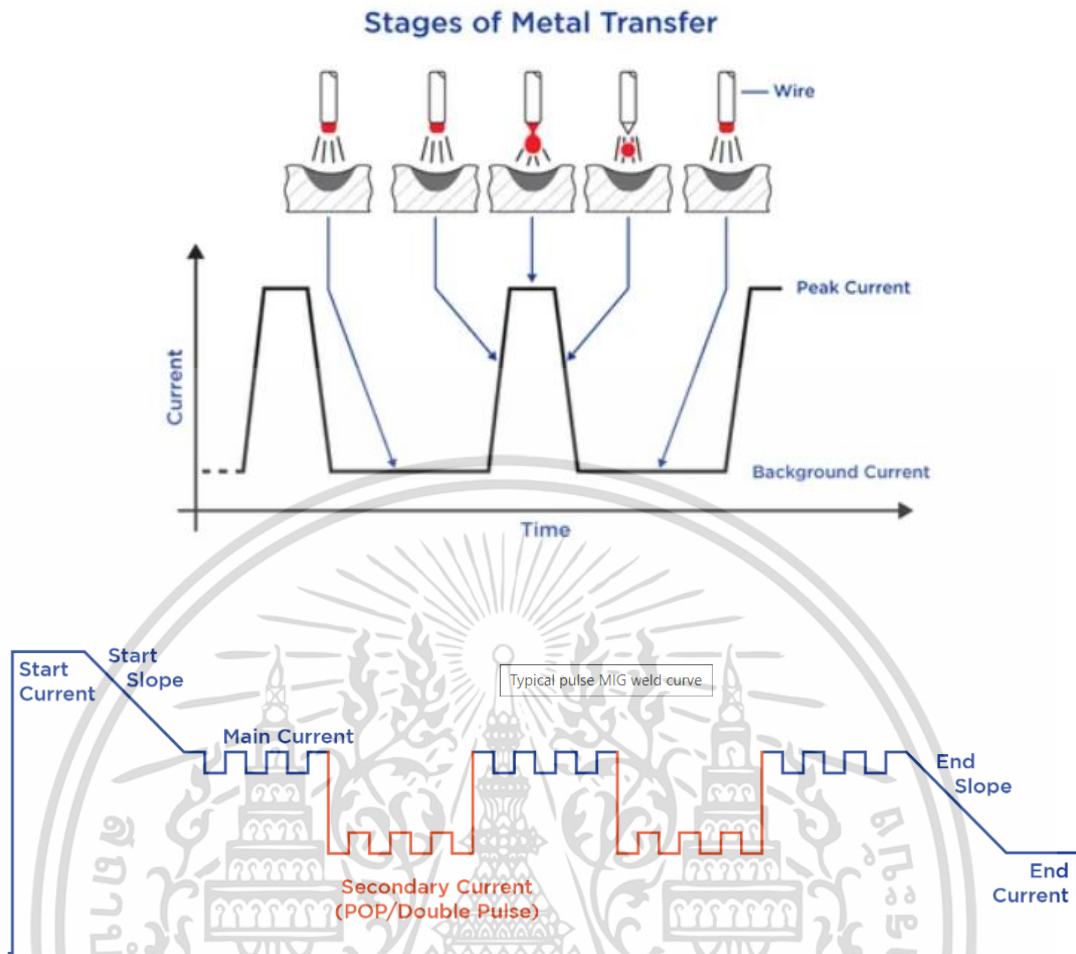 Stages of Metal Transfer
Wire
Peak Current
Current
Background Current
Time
Start
Current
Start
Slope
Typical pulse MIG weld curve
Main Current
End
Slope
Secondary Current
(POP/Double Pulse)
End
Current